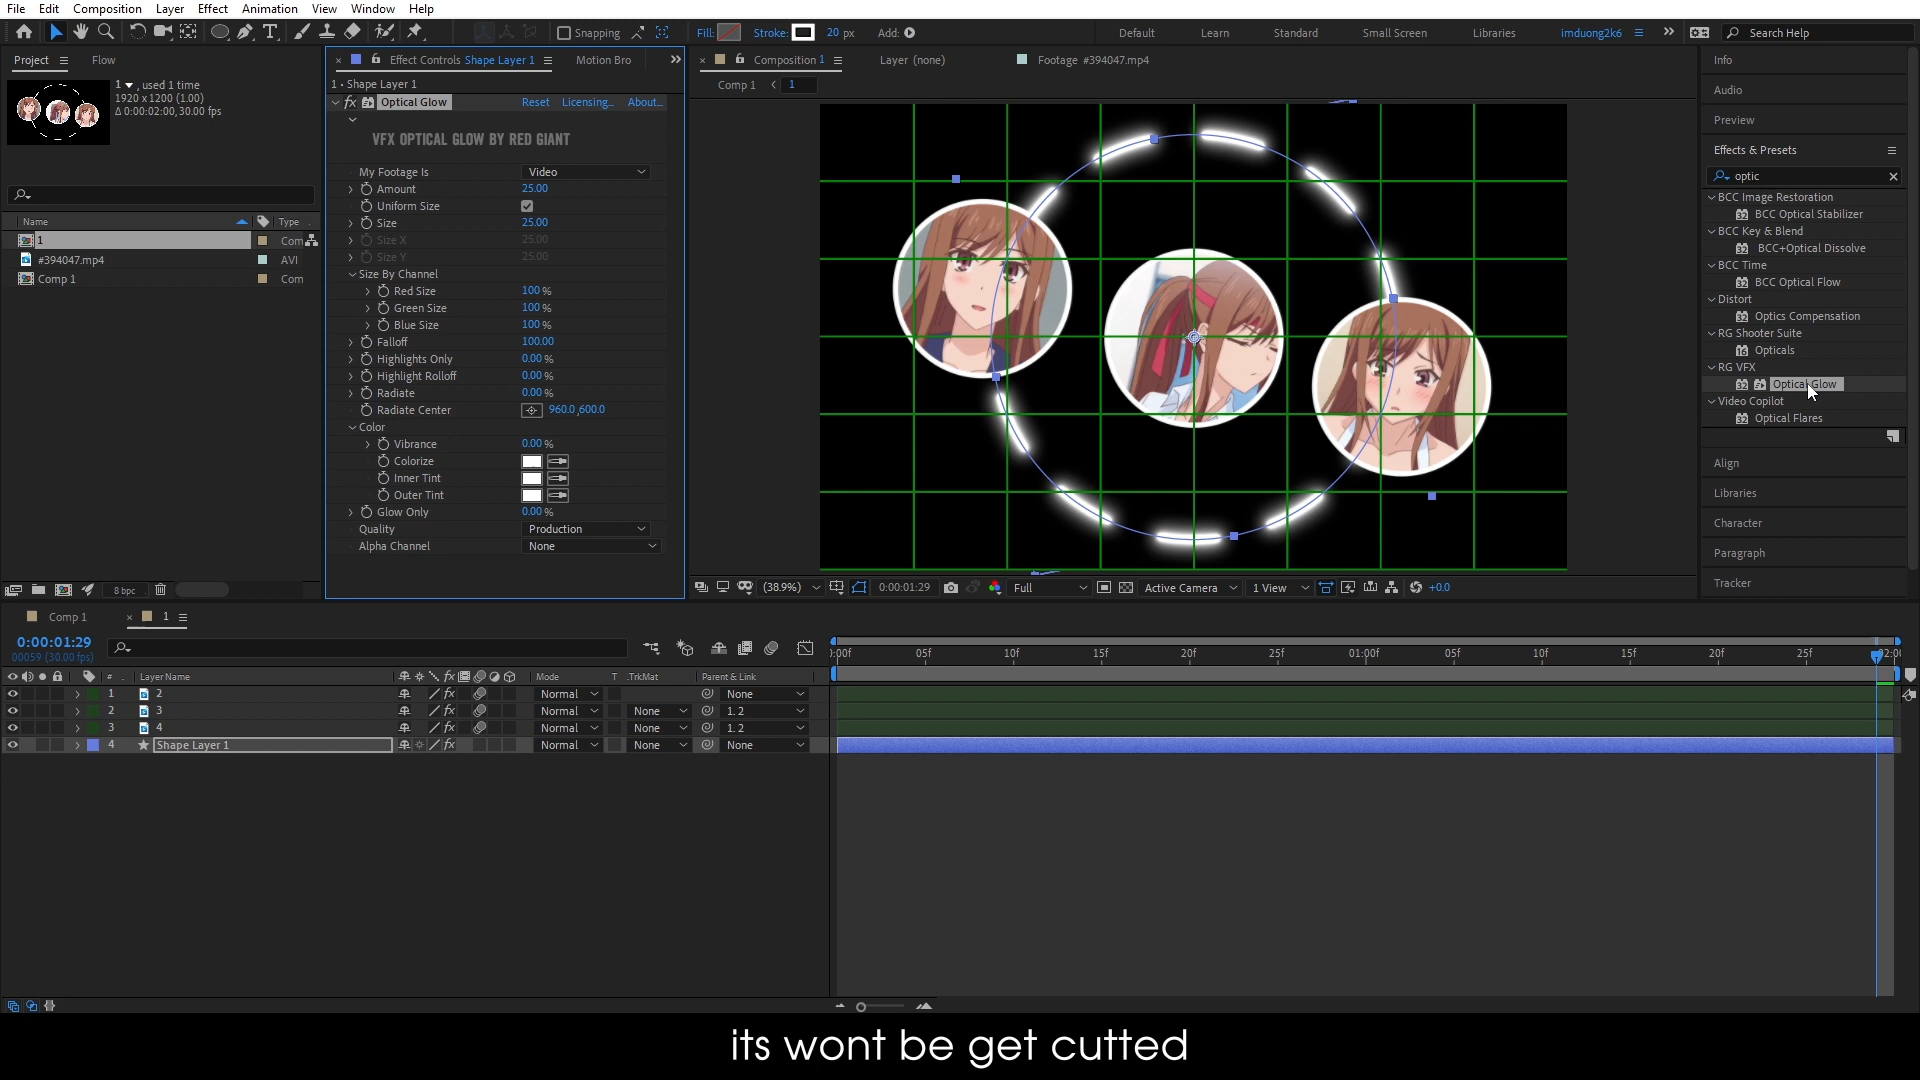 File Edit Composition Layer Effect Animation View Window Help
Snapping Fill: Stroke: 20 px Add: Default Learn Standard Small Screen Libraries imduong2k6 Search Help
Project Flow
1 , used 1 time
1920 x 1200 (1.00)
Δ 0:00:02:00, 30.00 fps
Name Type
1 Com
#394047.mp4 AVI
Comp 1 Com
8 bpc
Effect Controls Shape Layer 1 Motion Bro
1 • Shape Layer 1
fx Optical Glow Reset Licensing... About...
VFX OPTICAL GLOW BY RED GIANT
My Footage Is Video
Amount 25.00
Uniform Size
Size 25.00
Size X 25.00
Size Y 25.00
Size By Channel
Red Size 100 %
Green Size 100 %
Blue Size 100 %
Falloff 100.00
Highlights Only 0.00 %
Highlight Rolloff 0.00 %
Radiate 0.00 %
Radiate Center 960.0,600.0
Color
Vibrance 0.00 %
Colorize
Inner Tint
Outer Tint
Glow Only 0.00 %
Quality Production
Alpha Channel None
Composition 1 Layer (none) Footage #394047.mp4
Comp 1 1
(38.9%) 0:00:01:29 Full Active Camera 1 View +0.0
Info
Audio
Preview
Effects & Presets
optic
BCC Image Restoration
BCC Optical Stabilizer
BCC Key & Blend
BCC+Optical Dissolve
BCC Time
BCC Optical Flow
Distort
Optics Compensation
RG Shooter Suite
Opticals
RG VFX
Optical Glow
Video Copilot
Optical Flares
Align
Libraries
Character
Paragraph
Tracker
Comp 1 1
0:00:01:29
00059 (30.00 fps)
:00f 05f 10f 15f 20f 25f 01:00f 05f 10f 15f 20f 25f 02:00
# Layer Name Mode T .TrkMat Parent & Link
1 2 Normal None
2 3 Normal None 1. 2
3 4 Normal None 1. 2
4 Shape Layer 1 Normal None None
its wont be get cutted